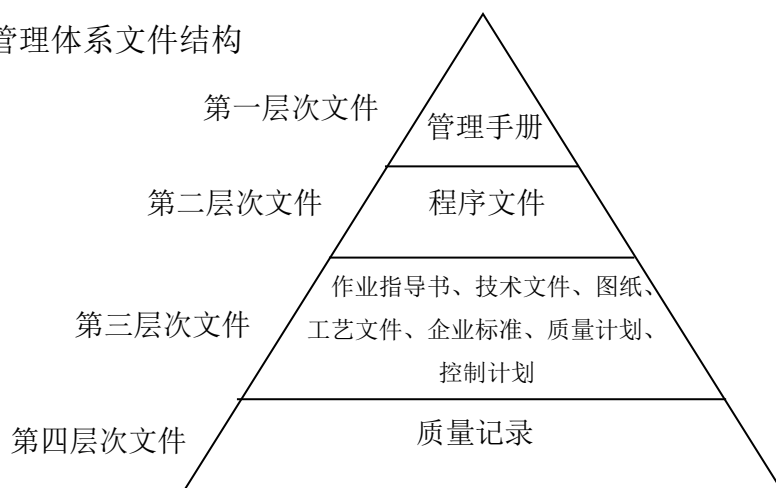 管理体系文件结构
第一层次文件
管理手册
第二层次文件
程序文件
第三层次文件
作业指导书、技术文件、图纸、
工艺文件、企业标准、质量计划、
控制计划
第四层次文件
质量记录